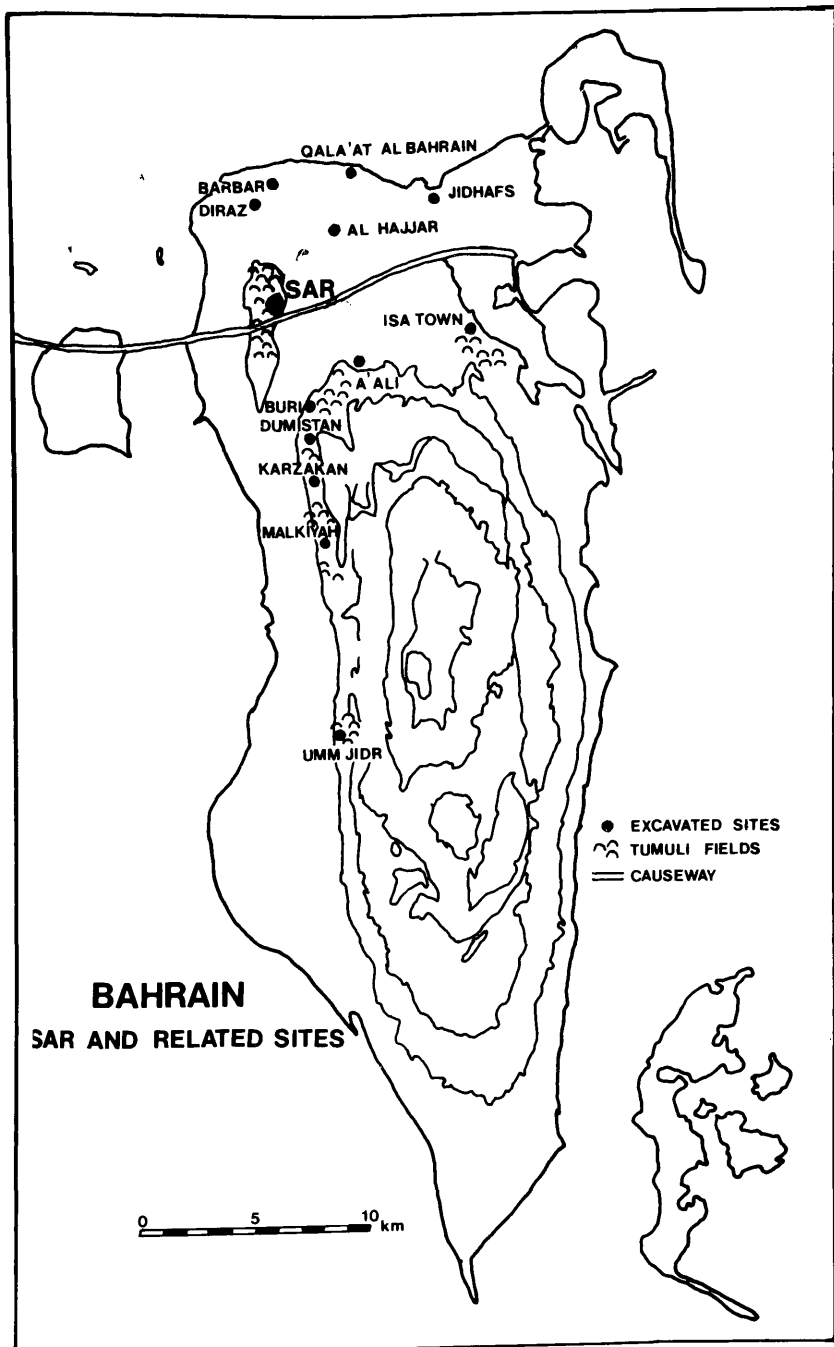 QALA'AT AL BAHRAIN
BARBAR
JIDHAFS
DIRAZ
AL HAJJAR
SAR
ISA TOWN
A'ALI
BURI
DUMISTAN
KARZAKAN
MALKIYAH
UMM JIDR
EXCAVATED SITES
TUMULI FIELDS
CAUSEWAY
BAHRAIN
SAR AND RELATED SITES
0 5 10
km